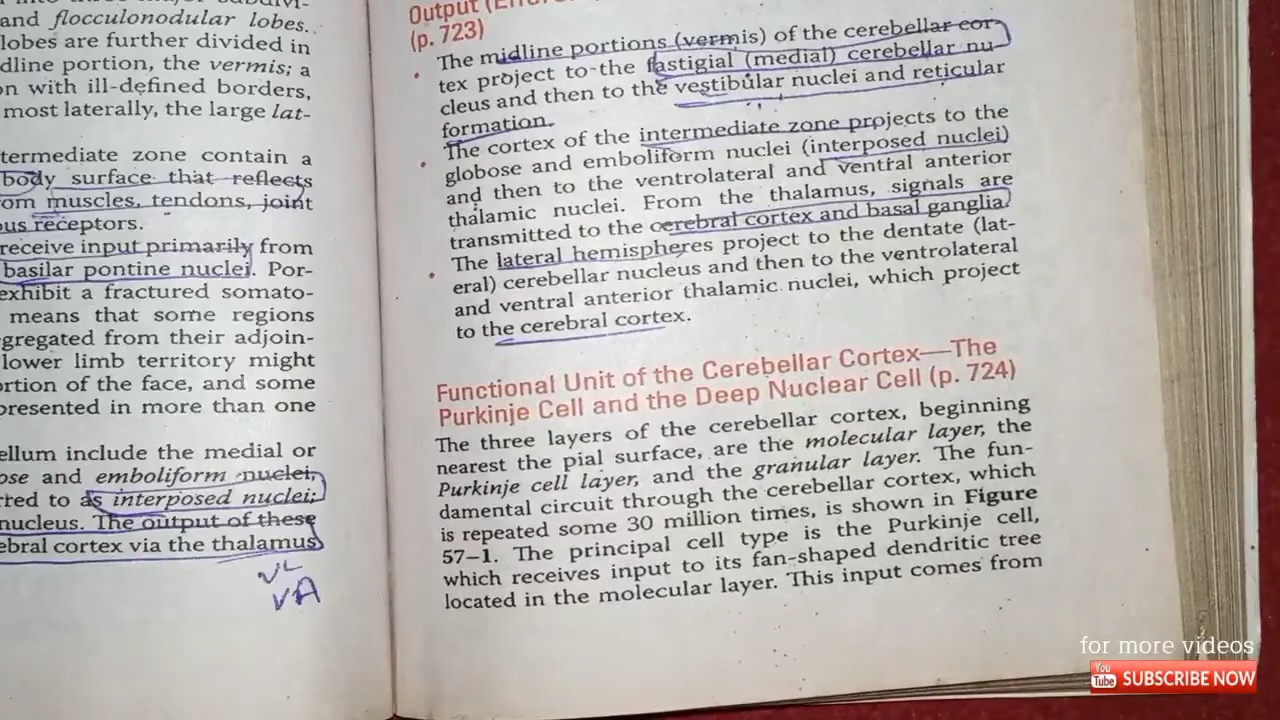 and flocculonodular lobes.
lobes are further divided in
dline portion, the vermis; a
on with ill-defined borders,
most laterally, the large lat-
termediate zone contain a
body surface that reflects
om muscles, tendons, joint
ous receptors.
receive input primarily from
basilar pontine nuclei. Por-
exhibit a fractured somato-
means that some regions
gregated from their adjoin-
lower limb territory might
ortion of the face, and some
presented in more than one
ellum include the medial or
ose and emboliform nuclei,
rted to as interposed nuclei;
nucleus. The output of these
ebral cortex via the thalamus
VL
VA
Output
(p. 723)
• The midline portions (vermis) of the cerebellar cor-
tex project to the fastigial (medial) cerebellar nu-
cleus and then to the vestibular nuclei and reticular
formation.
• The cortex of the intermediate zone projects to the
globose and emboliform nuclei (interposed nuclei)
and then to the ventrolateral and ventral anterior
thalamic nuclei. From the thalamus, signals are
transmitted to the cerebral cortex and basal ganglia.
• The lateral hemispheres project to the dentate (lat-
eral) cerebellar nucleus and then to the ventrolateral
and ventral anterior thalamic nuclei, which project
to the cerebral cortex.
Functional Unit of the Cerebellar Cortex—The
Purkinje Cell and the Deep Nuclear Cell (p. 724)
The three layers of the cerebellar cortex, beginning
nearest the pial surface, are the molecular layer, the
Purkinje cell layer, and the granular layer. The fun-
damental circuit through the cerebellar cortex, which
is repeated some 30 million times, is shown in Figure
57–1. The principal cell type is the Purkinje cell,
which receives input to its fan-shaped dendritic tree
located in the molecular layer. This input comes from
for more videos
You Tube SUBSCRIBE NOW